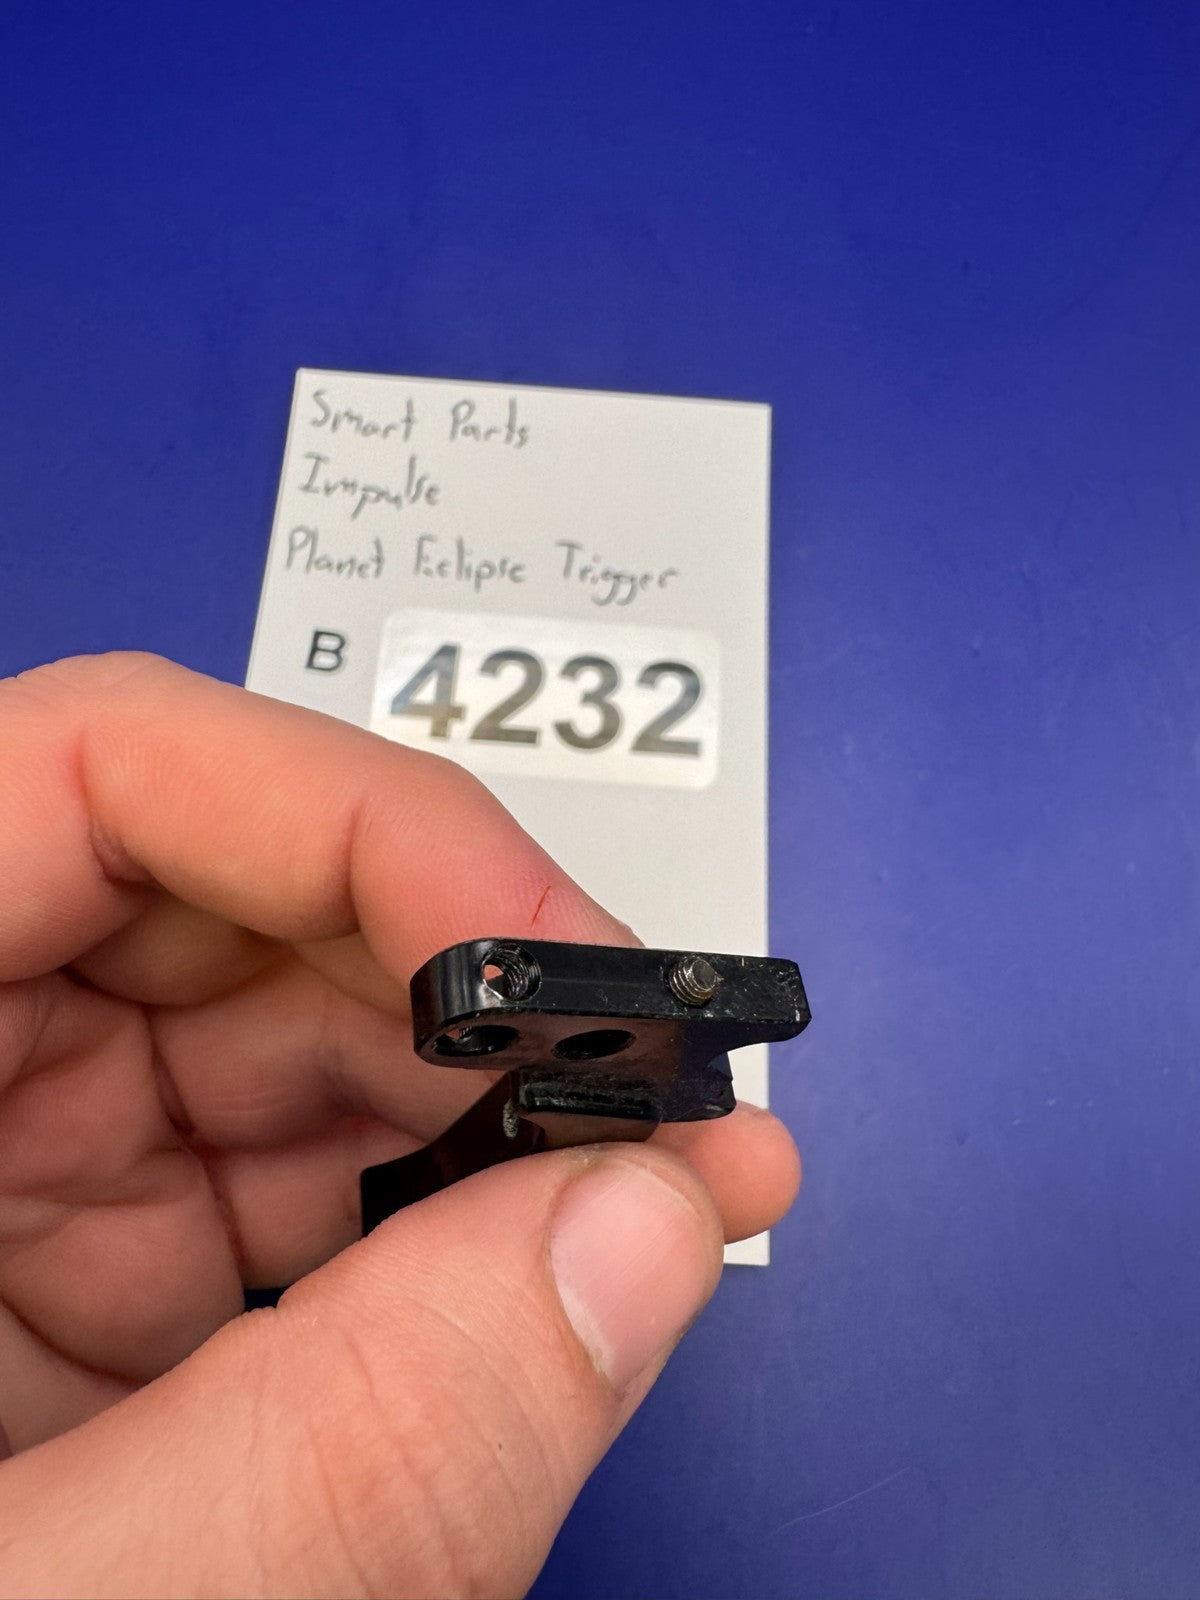 Smart Parts
Impulse
Planet Eclipse Trigger
B 4232